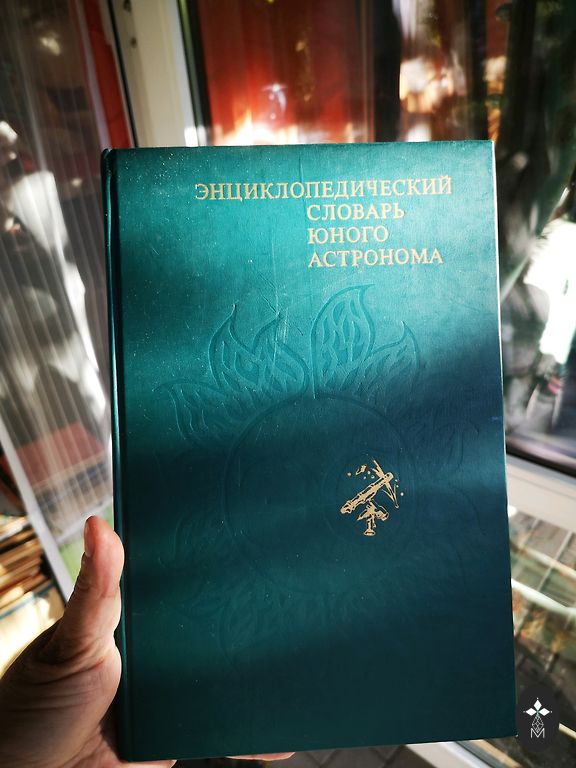 ЭНЦИКЛОПЕДИЧЕСКИЙ
СЛОВАРЬ
ЮНОГО
АСТРОНОМА
М